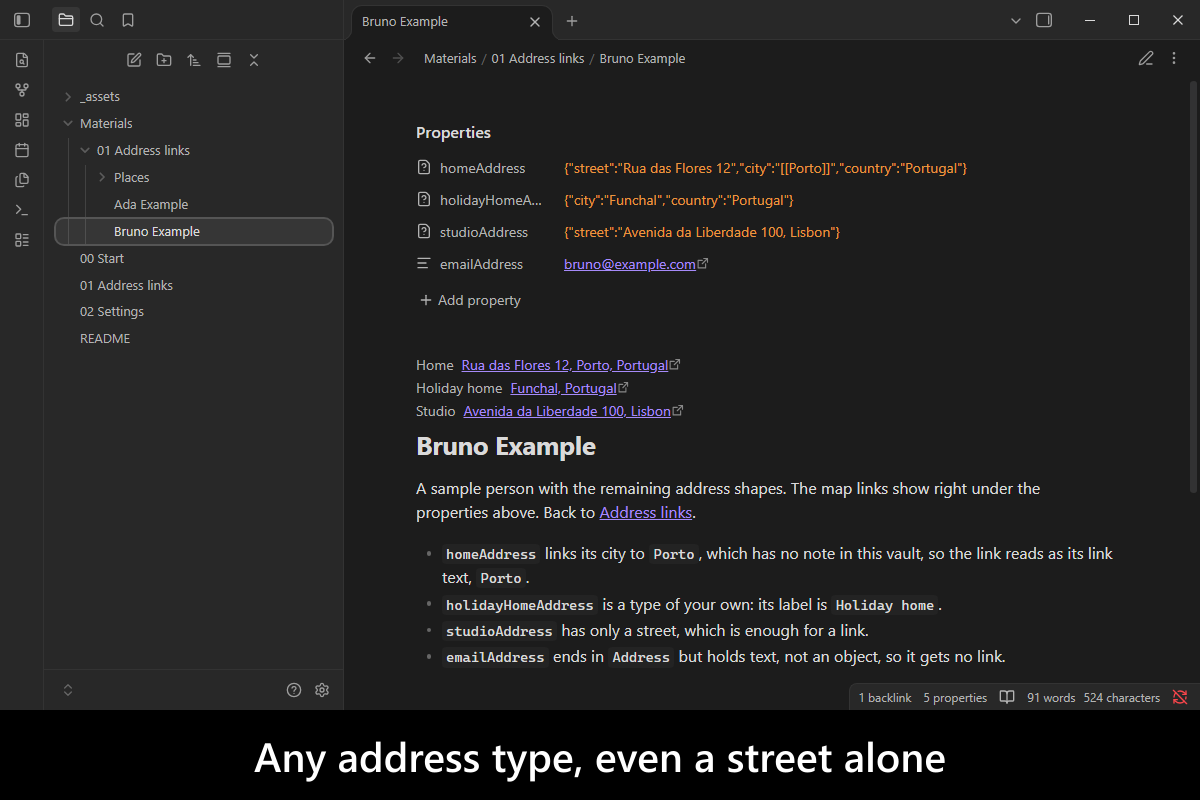 Bruno Example
Materials / 01 Address links / Bruno Example
_assets
Materials
01 Address links
Places
Ada Example
Bruno Example
00 Start
01 Address links
02 Settings
README
Properties
homeAddress {"street":"Rua das Flores 12","city":"[[Porto]]","country":"Portugal"}
holidayHomeA... {"city":"Funchal","country":"Portugal"}
studioAddress {"street":"Avenida da Liberdade 100, Lisbon"}
emailAddress bruno@example.com
Add property
Home Rua das Flores 12, Porto, Portugal
Holiday home Funchal, Portugal
Studio Avenida da Liberdade 100, Lisbon
Bruno Example
A sample person with the remaining address shapes. The map links show right under the
properties above. Back to Address links.
homeAddress links its city to Porto, which has no note in this vault, so the link reads as its link
text, Porto.
holidayHomeAddress is a type of your own: its label is Holiday home.
studioAddress has only a street, which is enough for a link.
emailAddress ends in Address but holds text, not an object, so it gets no link.
1 backlink 5 properties 91 words 524 characters
Any address type, even a street alone